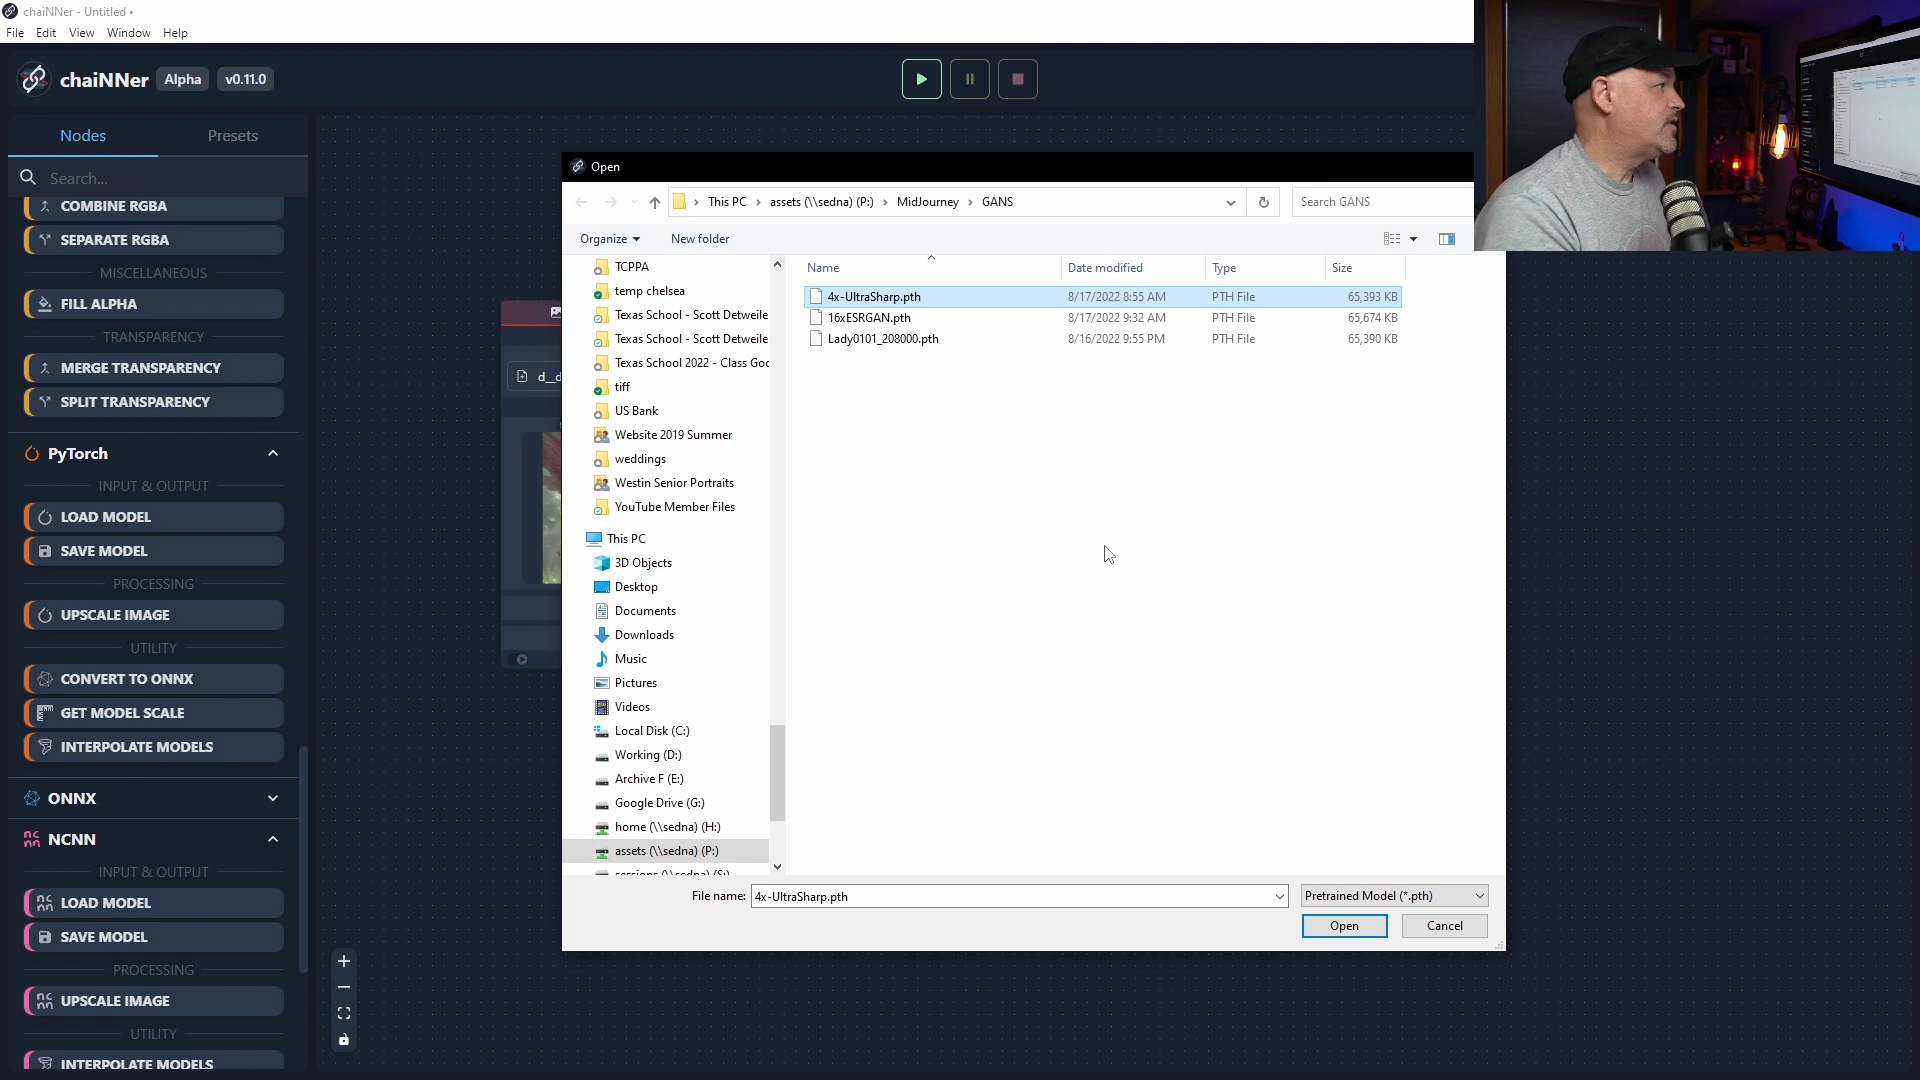 chaiNNer - Untitled •
File Edit View Window Help
chaiNNer Alpha v0.11.0
Nodes Presets
Search...
COMBINE RGBA
SEPARATE RGBA
MISCELLANEOUS
FILL ALPHA
TRANSPARENCY
MERGE TRANSPARENCY
SPLIT TRANSPARENCY
PyTorch
INPUT & OUTPUT
LOAD MODEL
SAVE MODEL
PROCESSING
UPSCALE IMAGE
UTILITY
CONVERT TO ONNX
GET MODEL SCALE
INTERPOLATE MODELS
ONNX
NCNN
INPUT & OUTPUT
LOAD MODEL
SAVE MODEL
PROCESSING
UPSCALE IMAGE
UTILITY
INTERPOLATE MODELS
d__d
Open
This PC › assets (\\sedna) (P:) › MidJourney › GANS
Search GANS
Organize New folder
TCPPA
temp chelsea
Texas School - Scott Detweile
Texas School - Scott Detweile
Texas School 2022 - Class Goo
tiff
US Bank
Website 2019 Summer
weddings
Westin Senior Portraits
YouTube Member Files
This PC
3D Objects
Desktop
Documents
Downloads
Music
Pictures
Videos
Local Disk (C:)
Working (D:)
Archive F (E:)
Google Drive (G:)
home (\\sedna) (H:)
assets (\\sedna) (P:)
sessions (\\sedna) (S:)
Name Date modified Type Size
4x-UltraSharp.pth 8/17/2022 8:55 AM PTH File 65,393 KB
16xESRGAN.pth 8/17/2022 9:32 AM PTH File 65,674 KB
Lady0101_208000.pth 8/16/2022 9:55 PM PTH File 65,390 KB
File name: 4x-UltraSharp.pth Pretrained Model (*.pth)
Open Cancel